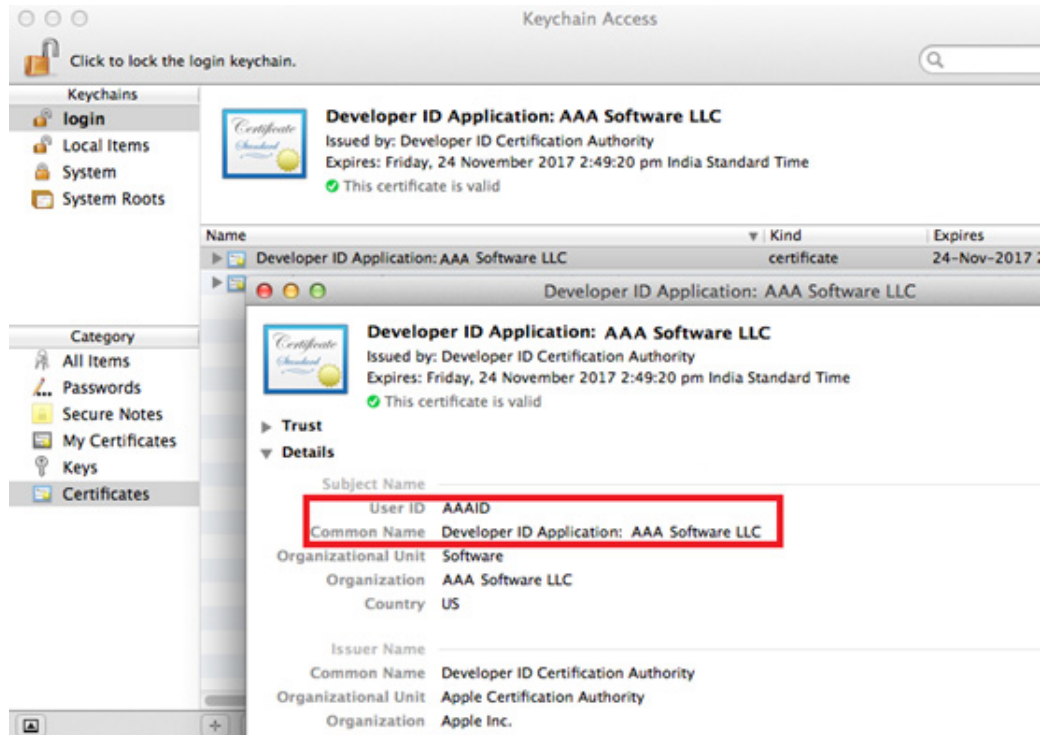 Keychain Access
Click to lock the login keychain.
Keychains
login
Local Items
System
System Roots
Certificate
Standard
Developer ID Application: AAA Software LLC
Issued by: Developer ID Certification Authority
Expires: Friday, 24 November 2017 2:49:20 pm India Standard Time
This certificate is valid
Name Kind Expires
Developer ID Application: AAA Software LLC certificate 24-Nov-2017 2
Developer ID Application: AAA Software LLC
Category
All Items
Passwords
Secure Notes
My Certificates
Keys
Certificates
Certificate
Standard
Developer ID Application: AAA Software LLC
Issued by: Developer ID Certification Authority
Expires: Friday, 24 November 2017 2:49:20 pm India Standard Time
This certificate is valid
Trust
Details
Subject Name
User ID AAAID
Common Name Developer ID Application: AAA Software LLC
Organizational Unit Software
Organization AAA Software LLC
Country US
Issuer Name
Common Name Developer ID Certification Authority
Organizational Unit Apple Certification Authority
Organization Apple Inc.